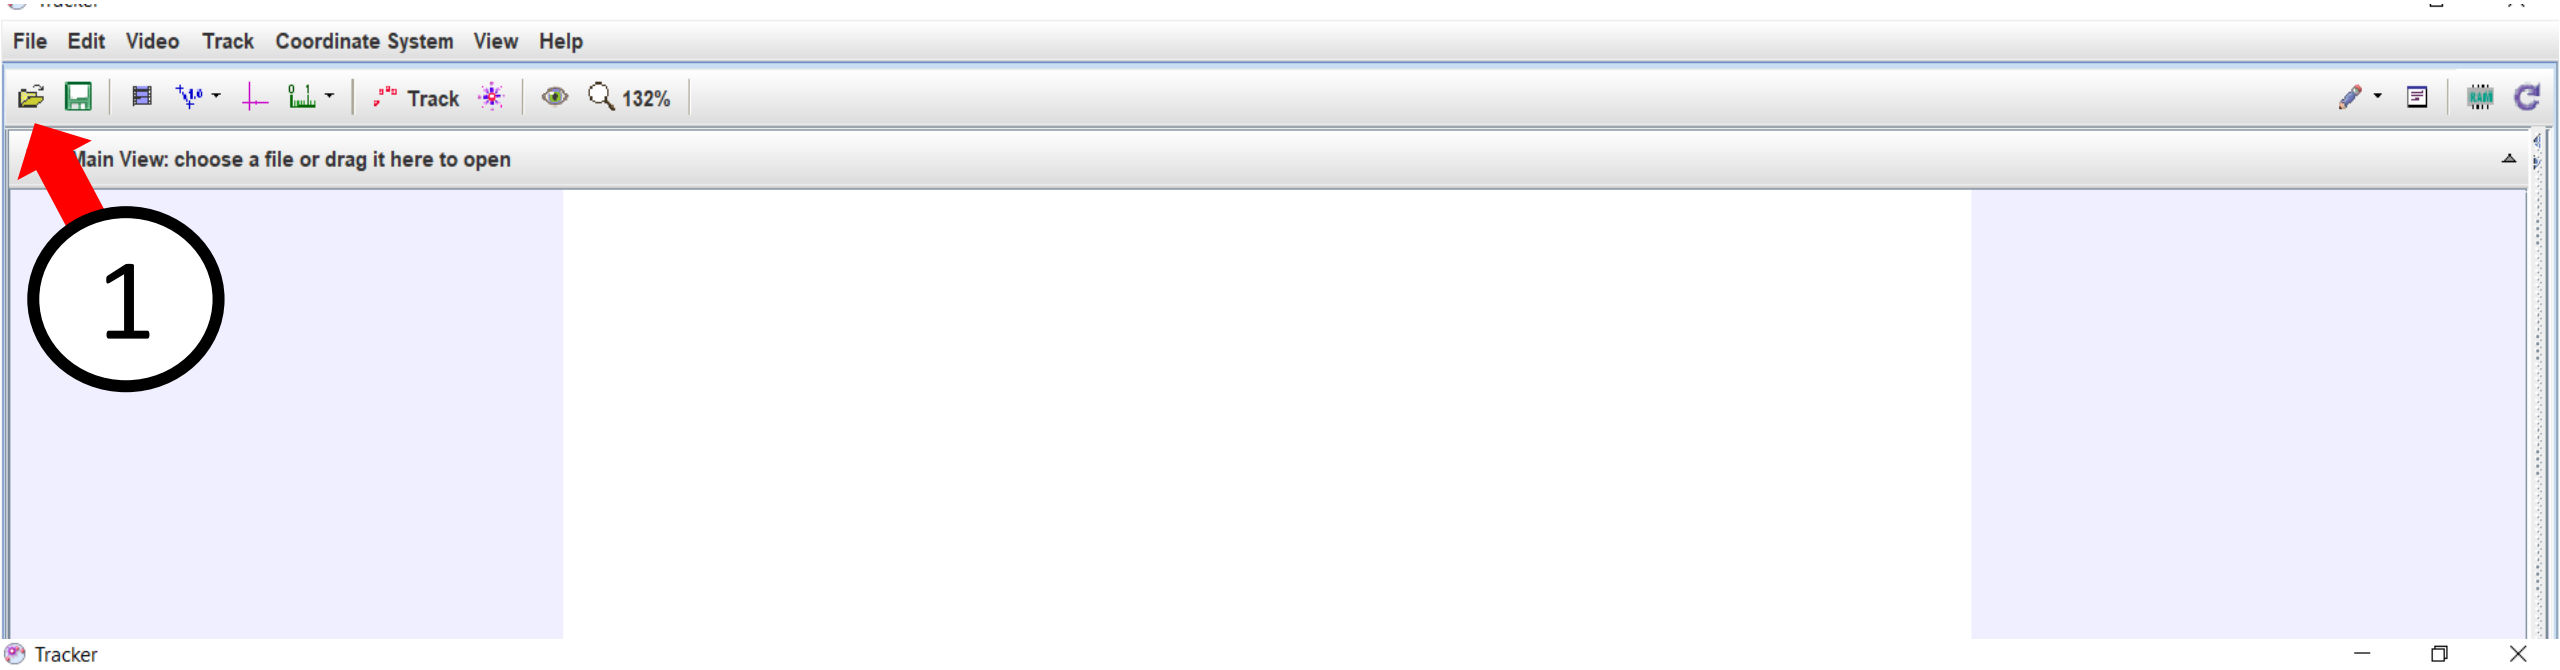 File Edit Video Track Coordinate System View Help
Track 132% RAM
Main View: choose a file or drag it here to open
1
Tracker